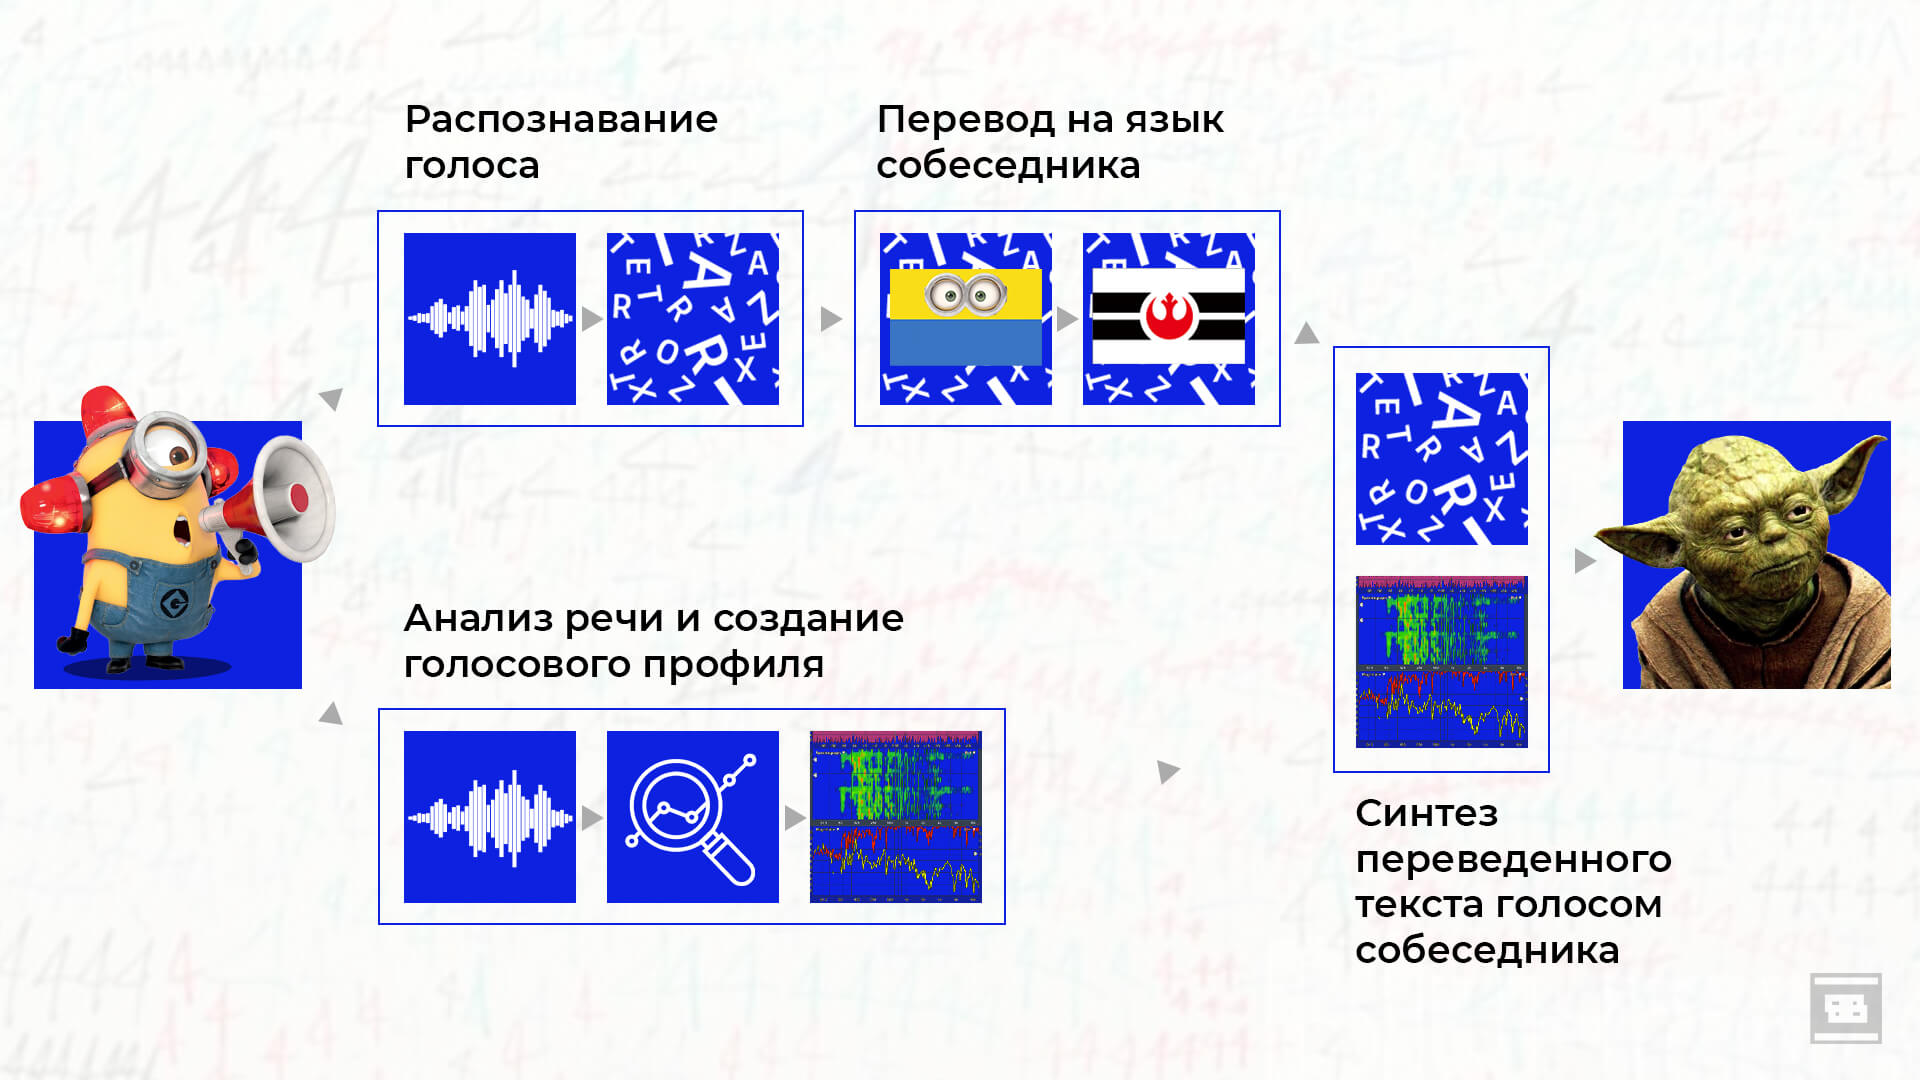 Распознавание
голоса
Перевод на язык
собеседника
Анализ речи и создание
голосового профиля
Синтез
переведенного
текста голосом
собеседника